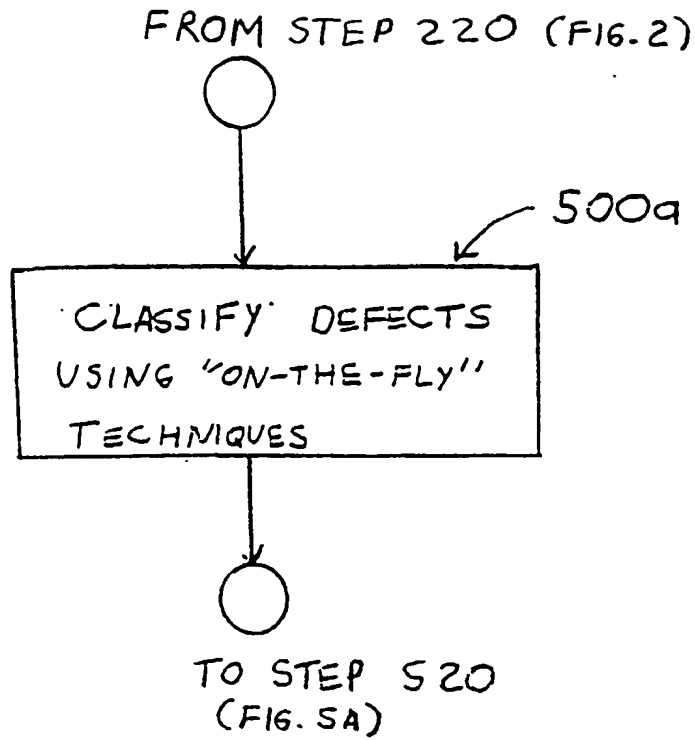 FROM STEP 220 (FIG. 2)
500a
CLASSIFY DEFECTS
USING "ON-THE-FLY"
TECHNIQUES
TO STEP 520
(FIG. 5A)